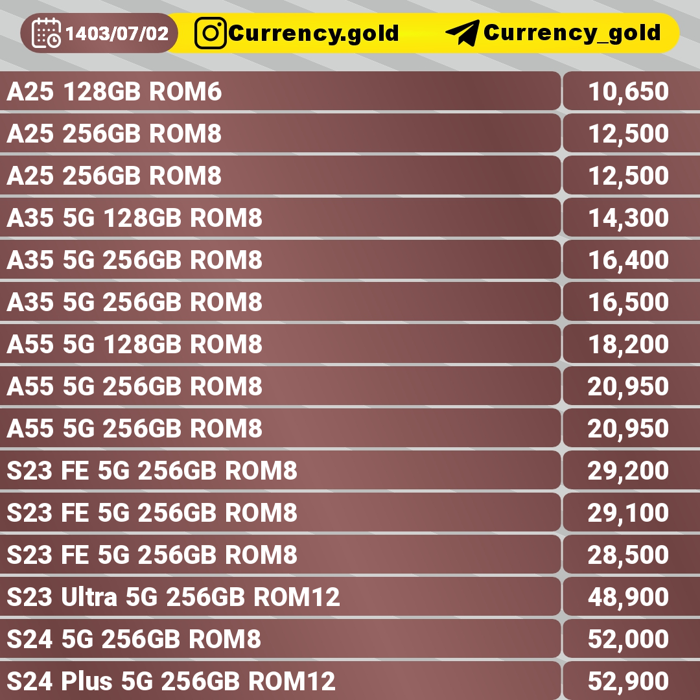 1403/07/02 Currency.gold Currency_gold
A25 128GB ROM6 10,650
A25 256GB ROM8 12,500
A25 256GB ROM8 12,500
A35 5G 128GB ROM8 14,300
A35 5G 256GB ROM8 16,400
A35 5G 256GB ROM8 16,500
A55 5G 128GB ROM8 18,200
A55 5G 256GB ROM8 20,950
A55 5G 256GB ROM8 20,950
S23 FE 5G 256GB ROM8 29,200
S23 FE 5G 256GB ROM8 29,100
S23 FE 5G 256GB ROM8 28,500
S23 Ultra 5G 256GB ROM12 48,900
S24 5G 256GB ROM8 52,000
S24 Plus 5G 256GB ROM12 52,900